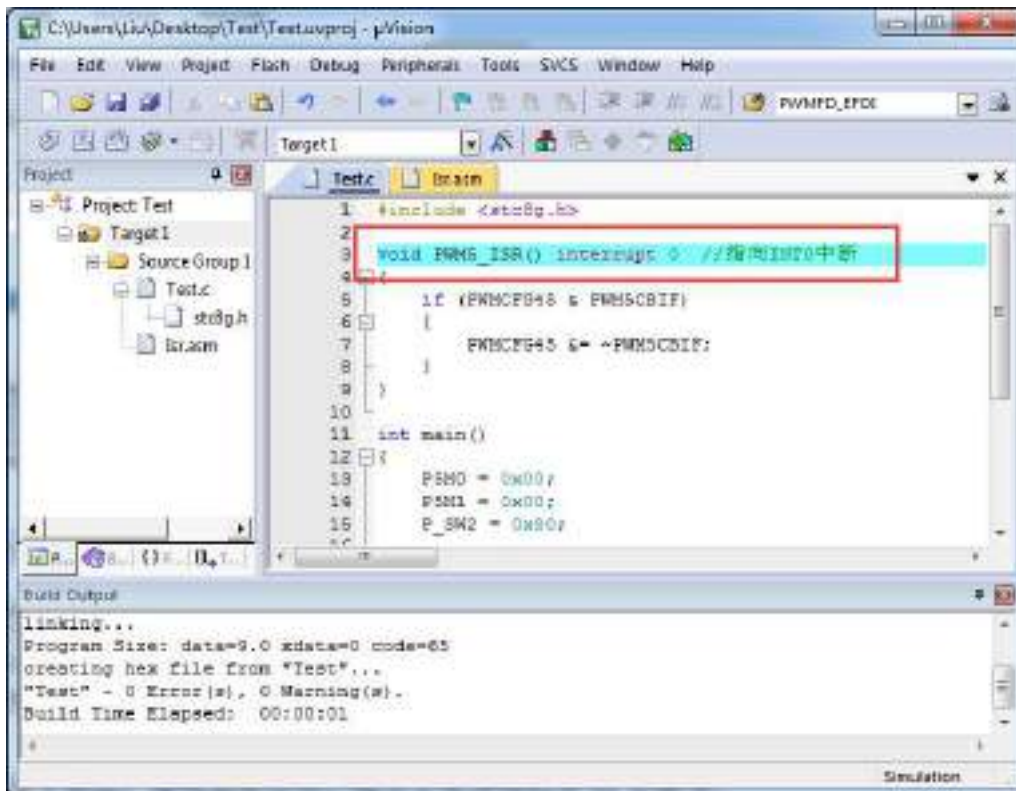 C:\Users\Liu\Desktop\Test\Test.uvproj - µVision
File Edit View Project Flash Debug Peripherals Tools SVCS Window Help
PWMFD_EFDI
Target 1
Project
Test.c
Isr.asm
Project: Test
Target 1
Source Group 1
Test.c
stc8g.h
Isr.asm
1 #include <stc8g.h>
2
3 void PWM5_ISR() interrupt 0 //指向INT0中断
4 {
5 if (PWMCFG45 & PWM5CBIF)
6 {
7 PWMCFG45 &= ~PWM5CBIF;
8 }
9 }
10
11 int main()
12 {
13 P5M0 = 0x00;
14 P5M1 = 0x00;
15 P_SW2 = 0x80;
Build Output
linking...
Program Size: data=9.0 xdata=0 code=65
creating hex file from "Test"...
"Test" - 0 Error(s), 0 Warning(s).
Build Time Elapsed: 00:00:01
Simulation